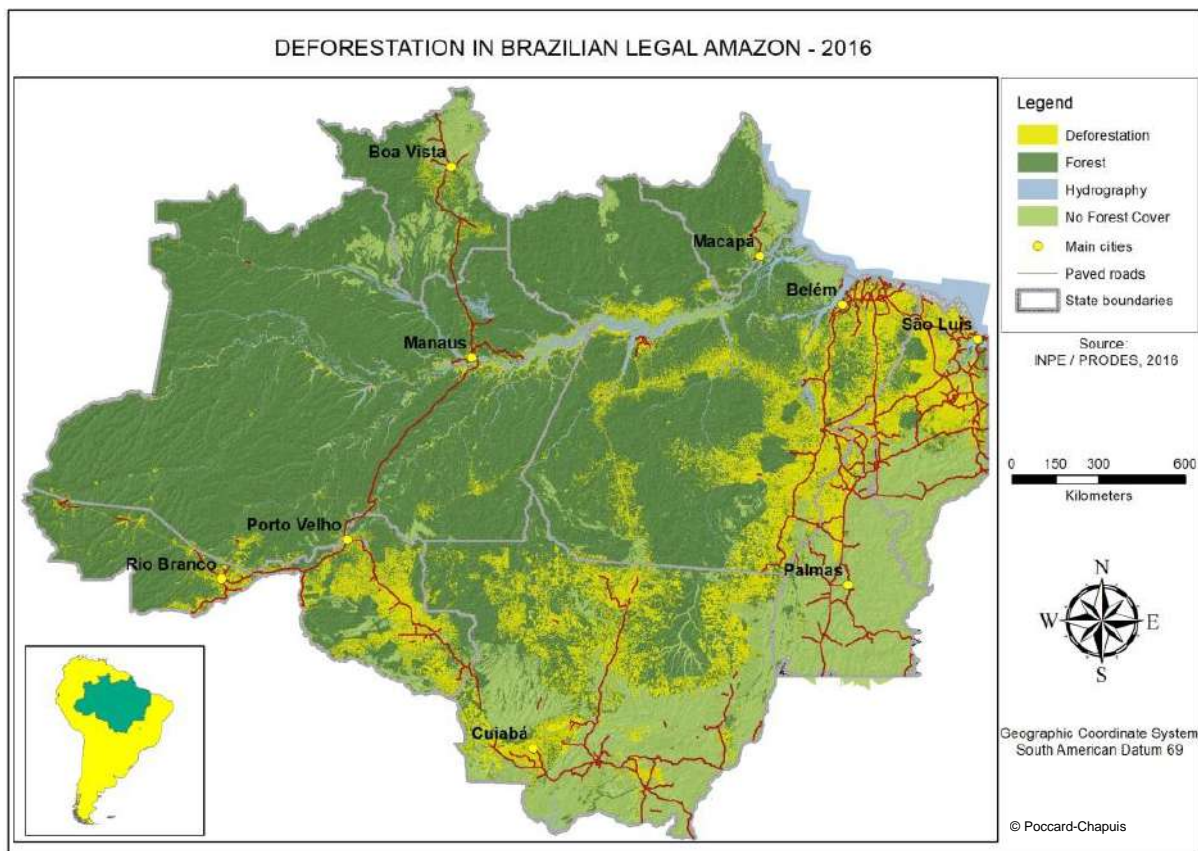 DEFORESTATION IN BRAZILIAN LEGAL AMAZON - 2016
Boa Vista
Macapá
Belém
São Luis
Manaus
Porto Velho
Rio Branco
Palmas
Cuiabá
Legend
Deforestation
Forest
Hydrography
No Forest Cover
Main cities
Paved roads
State boundaries
Source:
INPE / PRODES, 2016
0 150 300 600
Kilometers
N
W E
S
Geographic Coordinate System
South American Datum 69
© Poccard-Chapuis